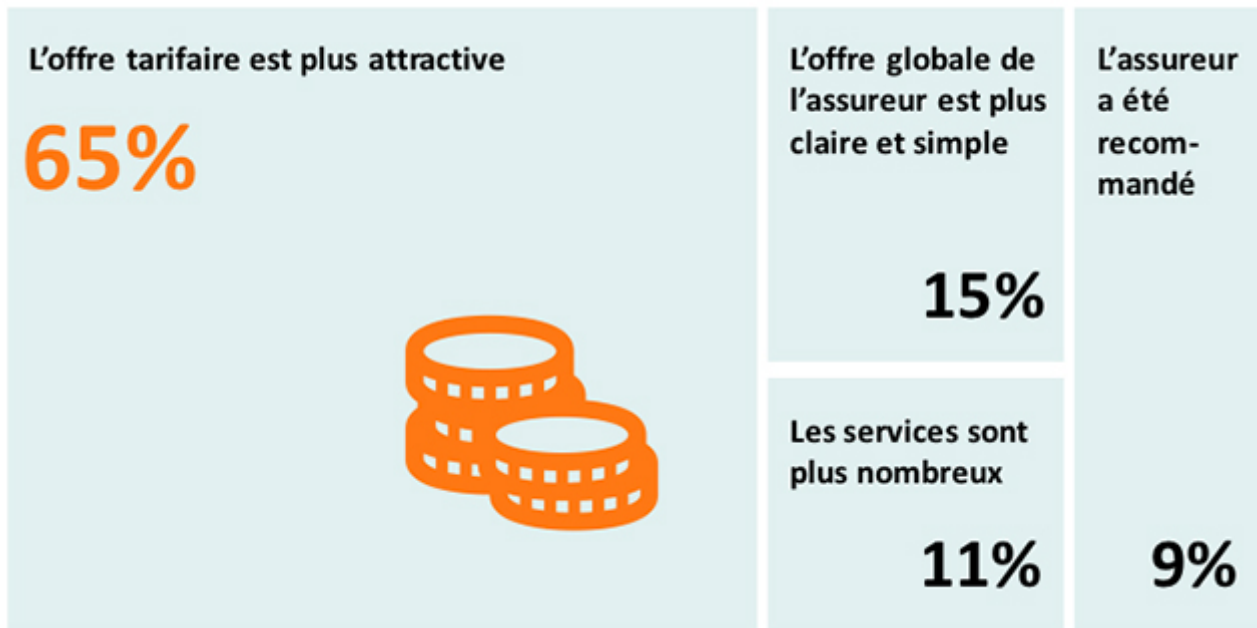 L’offre tarifaire est plus attractive
65%
L’offre globale de
l’assureur est plus
claire et simple
15%
Les services sont
plus nombreux
11%
L’assureur
a été
recom-
mandé
9%